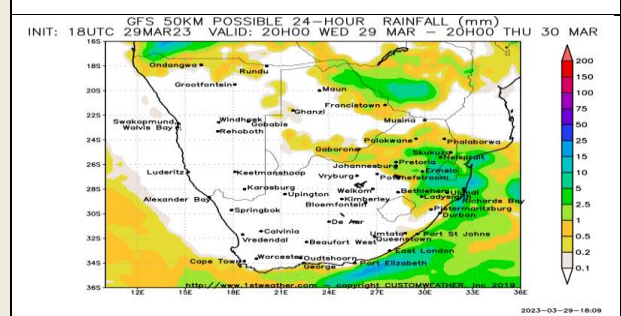 GFS 50KM POSSIBLE 24-HOUR RAINFALL (mm)
INIT: 18UTC 29MAR23 VALID: 20H00 WED 29 MAR - 20H00 THU 30 MAR
16S
18S
20S
22S
24S
26S
28S
30S
32S
34S
36S
Ondangwa
Rundu
Grootfontein
Maun
Ghanzi
Francistown
Windhoek
Gobabis
Swakopmund
Walvis Bay
Rehoboth
Musina
Polokwane
Phalaborwa
Gaborone
Skukuza
Nelspruit
Pretoria
Johannesburg
Ermelo
Luderitz
Keetmanshoop
Vryburg
Potchefstroom
Karasburg
Upington
Welkom
Bethlehem
Ulundi
Alexander Bay
Kimberley
Ladysmith
Richards Bay
Bloemfontein
Pietermaritzburg
Springbok
Durban
De Aar
Calvinia
Umtata
Port St Johns
Vredendal
Beaufort West
Queenstown
East London
Cape Town
Worcester
Oudtshoorn
George
Port Elizabeth
http://www.1stweather.com - copyright CUSTOMWEATHER, Inc 2019
12E 15E 18E 21E 24E 27E 30E 33E 36E
200
150
100
75
50
25
15
10
5
2.5
1
0.5
0.2
0.1
2023-03-29-18:09